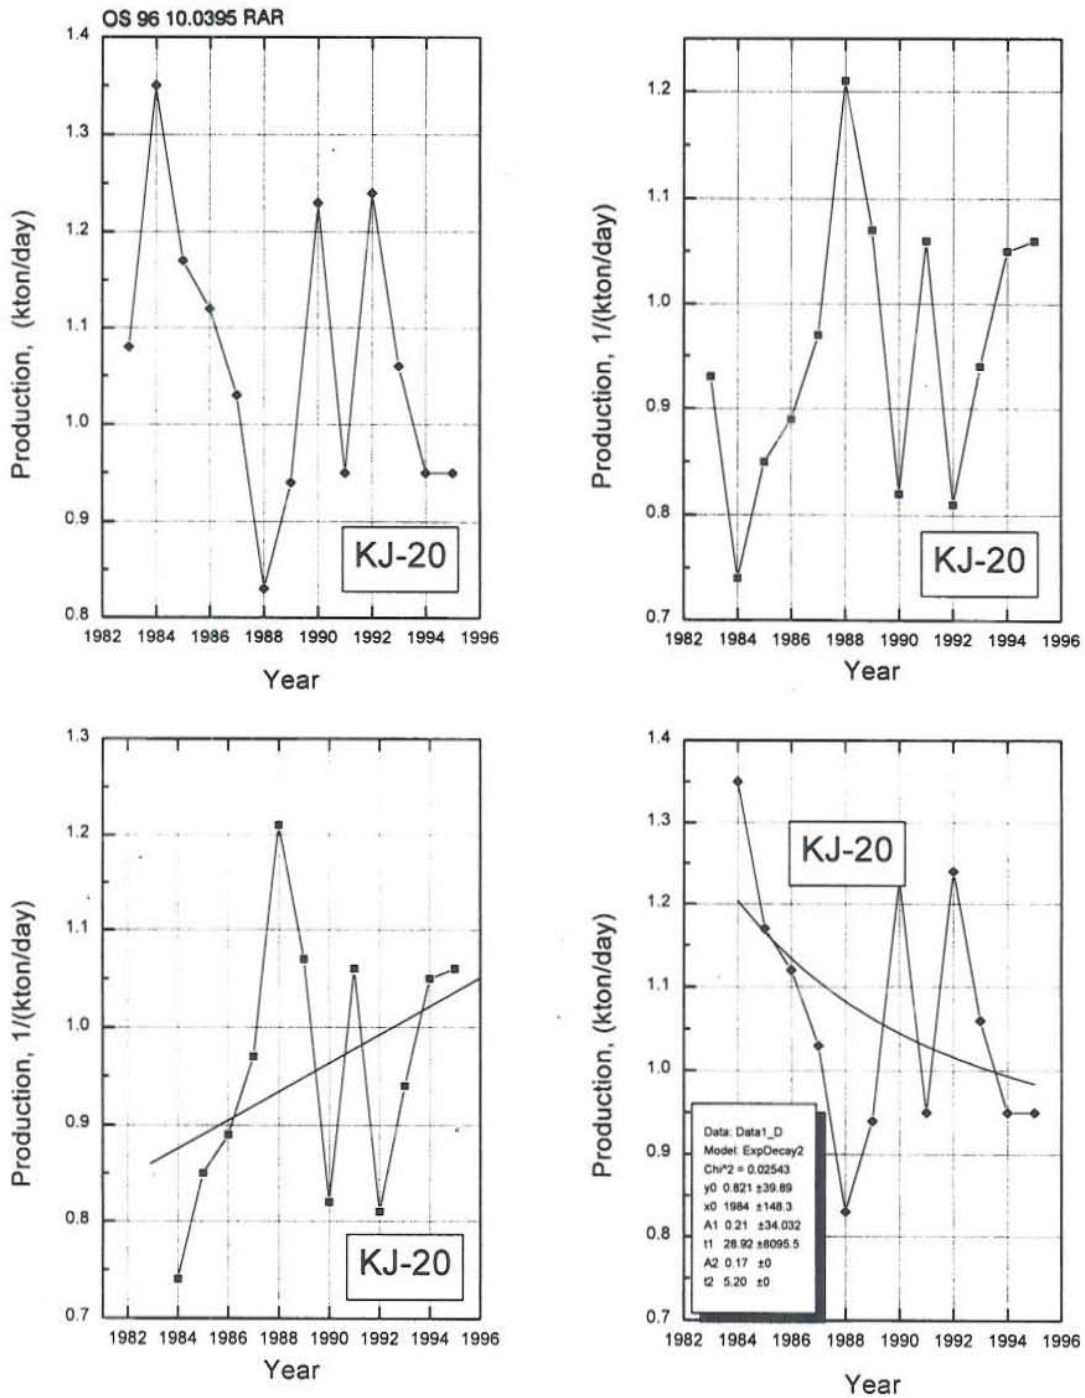 OS 96 10.0395 RAR
1.4
1.3
1.2
1.1
1.0
0.9
0.8
Production, (kton/day)
KJ-20
1982 1984 1986 1988 1990 1992 1994 1996
Year
1.2
1.1
1.0
0.9
0.8
0.7
Production, 1/(kton/day)
KJ-20
1982 1984 1986 1988 1990 1992 1994 1996
Year
1.3
1.2
1.1
1.0
0.9
0.8
0.7
Production, 1/(kton/day)
KJ-20
1982 1984 1986 1988 1990 1992 1994 1996
Year
1.4
1.3
1.2
1.1
1.0
0.9
0.8
0.7
Production, (kton/day)
KJ-20
Data: Data1_D
Model: ExpDecay2
Chi^2 = 0.02543
y0 0.821 ±39.89
x0 1984 ±148.3
A1 0.21 ±34.032
t1 28.92 ±8095.5
A2 0.17 ±0
t2 5.20 ±0
1982 1984 1986 1988 1990 1992 1994 1996
Year